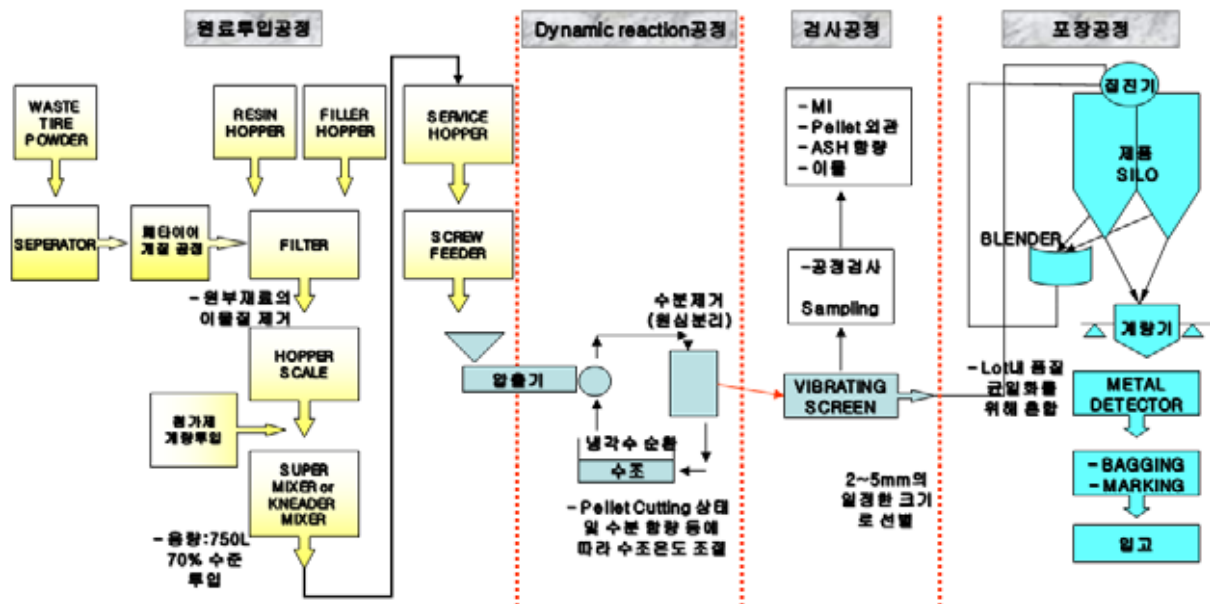 원료투입공정
Dynamic reaction공정
검사공정
포장공정
WASTE
TIRE
POWDER
RESIN
HOPPER
FILLER
HOPPER
SERVICE
HOPPER
SEPERATOR
폐타이어
개질 공정
FILTER
SCREW
FEEDER
- 원부재료의
이물질 제거
HOPPER
SCALE
첨가제
계량투입
SUPER
MIXER or
KNEADER
MIXER
- 용량:750L
70% 수준
투입
압출기
수분제거
(원심분리)
냉각수 순환
수조
- Pellet Cutting 상태
및 수분 함량 등에
따라 수조온도 조절
- MI
- Pellet 외관
- ASH 함량
- 이물
-공정검사
Sampling
VIBRATING
SCREEN
2~5mm의
일정한 크기
로 선별
집진기
제품
SILO
BLENDER
계량기
- Lot내 품질
균일화를
위해 혼합
METAL
DETECTOR
- BAGGING
- MARKING
입고